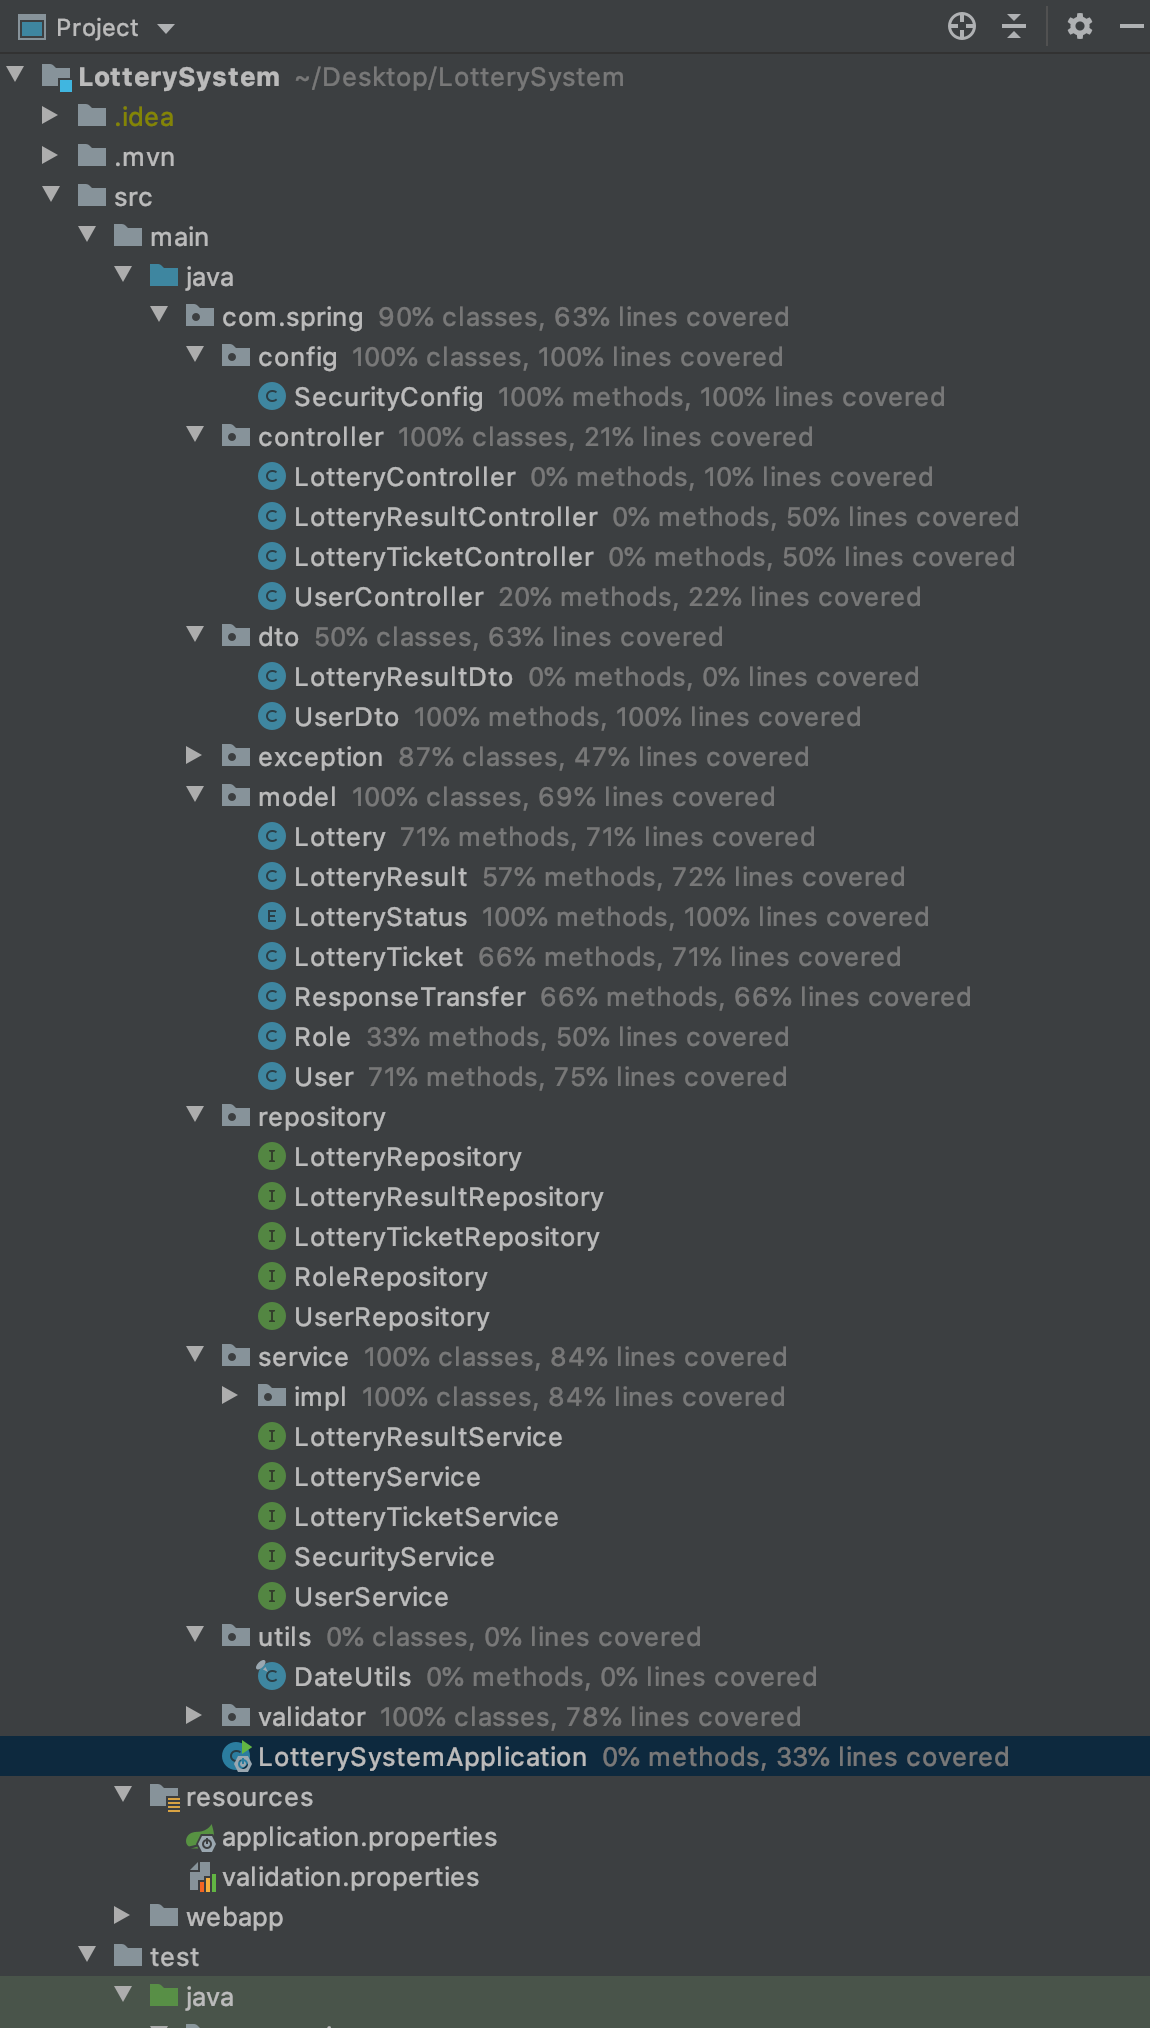 Project
LotterySystem ~/Desktop/LotterySystem
.idea
.mvn
src
main
java
com.spring 90% classes, 63% lines covered
config 100% classes, 100% lines covered
C SecurityConfig 100% methods, 100% lines covered
controller 100% classes, 21% lines covered
C LotteryController 0% methods, 10% lines covered
C LotteryResultController 0% methods, 50% lines covered
C LotteryTicketController 0% methods, 50% lines covered
C UserController 20% methods, 22% lines covered
dto 50% classes, 63% lines covered
C LotteryResultDto 0% methods, 0% lines covered
C UserDto 100% methods, 100% lines covered
exception 87% classes, 47% lines covered
model 100% classes, 69% lines covered
C Lottery 71% methods, 71% lines covered
C LotteryResult 57% methods, 72% lines covered
E LotteryStatus 100% methods, 100% lines covered
C LotteryTicket 66% methods, 71% lines covered
C ResponseTransfer 66% methods, 66% lines covered
C Role 33% methods, 50% lines covered
C User 71% methods, 75% lines covered
repository
I LotteryRepository
I LotteryResultRepository
I LotteryTicketRepository
I RoleRepository
I UserRepository
service 100% classes, 84% lines covered
impl 100% classes, 84% lines covered
I LotteryResultService
I LotteryService
I LotteryTicketService
I SecurityService
I UserService
utils 0% classes, 0% lines covered
C DateUtils 0% methods, 0% lines covered
validator 100% classes, 78% lines covered
C LotterySystemApplication 0% methods, 33% lines covered
resources
application.properties
validation.properties
webapp
test
java